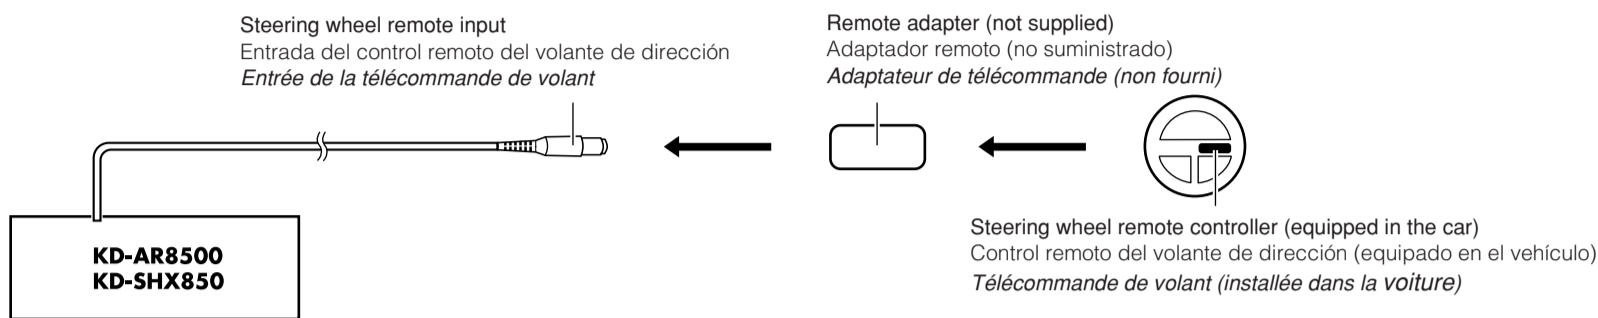 Steering wheel remote input
Entrada del control remoto del volante de dirección
Entrée de la télécommande de volant
Remote adapter (not supplied)
Adaptador remoto (no suministrado)
Adaptateur de télécommande (non fourni)
Steering wheel remote controller (equipped in the car)
Control remoto del volante de dirección (equipado en el vehículo)
Télécommande de volant (installée dans la voiture)
KD-AR8500
KD-SHX850